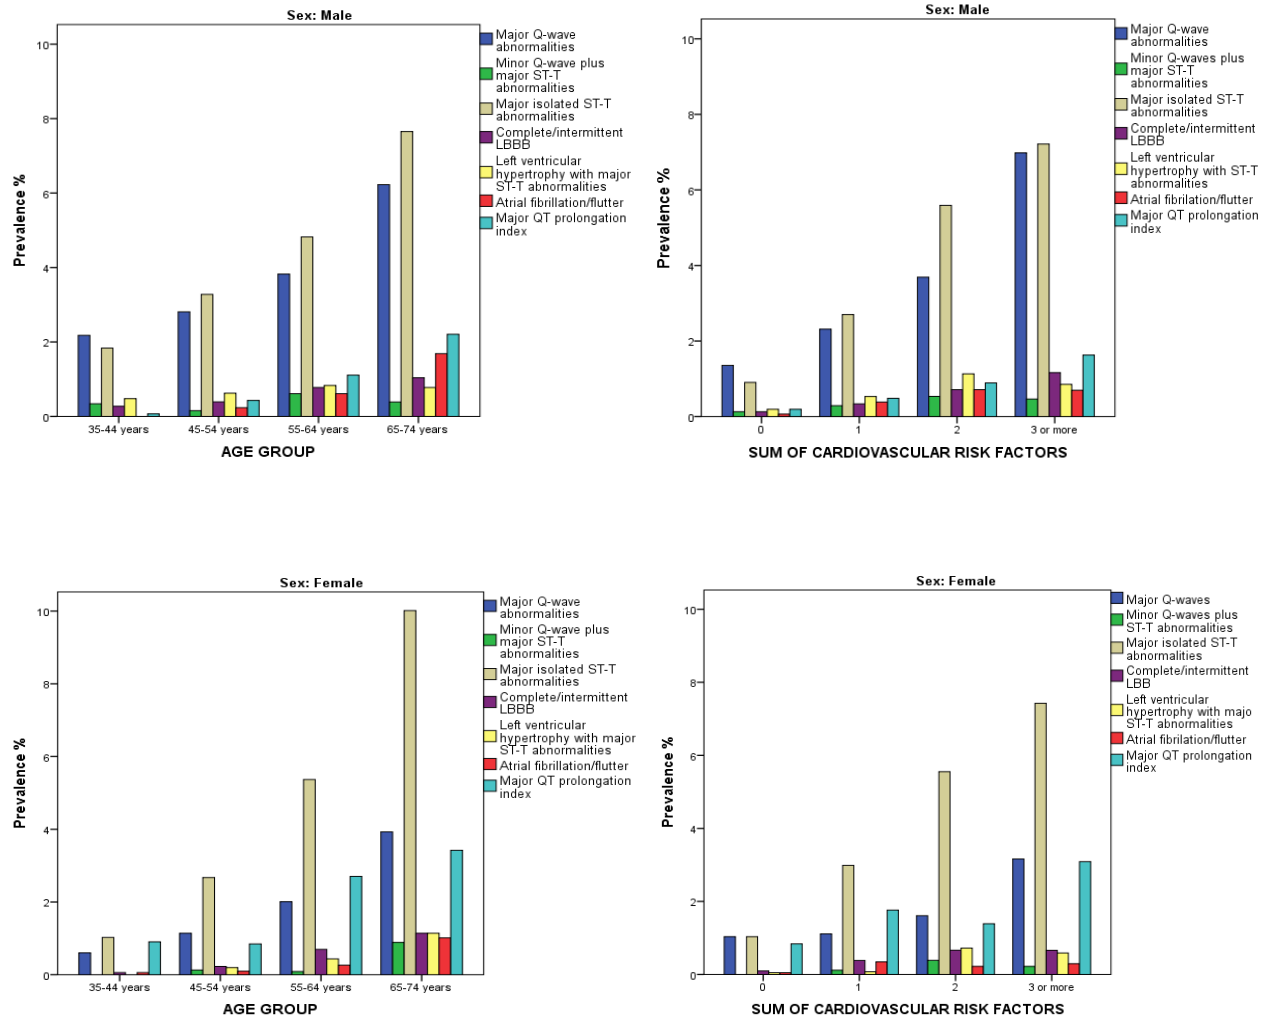 Sex: Male
10
8
6
4
2
0
Prevalence %
35-44 years
45-54 years
55-64 years
65-74 years
AGE GROUP
Major Q-wave
abnormalities
Minor Q-wave plus
major ST-T
abnormalities
Major isolated ST-T
abnormalities
Complete/intermittent
LBBB
Left ventricular
hypertrophy with major
ST-T abnormalities
Atrial fibrillation/flutter
Major QT prolongation
index
Sex: Male
10
8
6
4
2
0
Prevalence %
0
1
2
3 or more
SUM OF CARDIOVASCULAR RISK FACTORS
Major Q-wave
abnormalities
Minor Q-waves plus
major ST-T
abnormalities
Major isolated ST-T
abnormalities
Complete/intermittent
LBBB
Left ventricular
hypertrophy with ST-T
abnormalities
Atrial fibrilation/flutter
Major QT prolongation
index
Sex: Female
10
8
6
4
2
0
Prevalence %
35-44 years
45-54 years
55-64 years
65-74 years
AGE GROUP
Major Q-wave
abnormalities
Minor Q-wave plus
major ST-T
abnormalities
Major isolated ST-T
abnormalities
Complete/intermittent
LBBB
Left ventricular
hypertrophy with major
ST-T abnormalities
Atrial fibrillation/flutter
Major QT prolongation
index
Sex: Female
10
8
6
4
2
0
Prevalence %
0
1
2
3 or more
SUM OF CARDIOVASCULAR RISK FACTORS
Major Q-waves
Minor Q-waves plus
ST-T abnormalities
Major isolated ST-T
abnormalities
Complete/intermittent
LBB
Left ventricular
hypertrophy with majo
ST-T abnormalities
Atrial fibrilation/flutter
Major QT prolongation
index